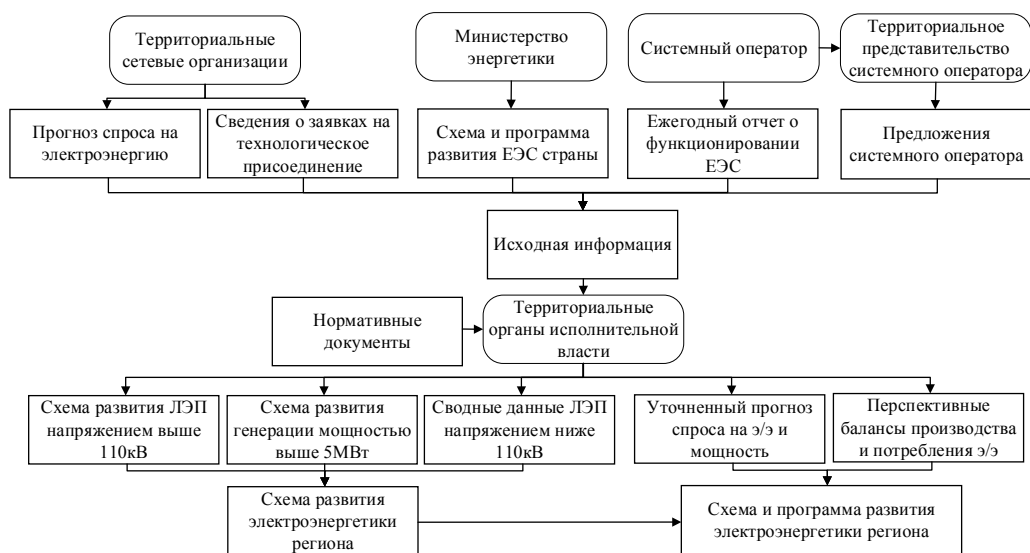 Территориальные
сетевые организации
Министерство
энергетики
Системный оператор
Территориальное
представительство
системного оператора
Прогноз спроса на
электроэнергию
Сведения о заявках на
технологическое
присоединение
Схема и программа
развития ЕЭС страны
Ежегодный отчет о
функционировании
ЕЭС
Предложения
системного оператора
Исходная информация
Нормативные
документы
Территориальные
органы исполнительной
власти
Схема развития ЛЭП
напряжением выше
110кВ
Схема развития
генерации мощностью
выше 5МВт
Сводные данные ЛЭП
напряжением ниже
110кВ
Уточненный прогноз
спроса на э/э и
мощность
Перспективные
балансы производства
и потребления э/э
Схема развития
электроэнергетики
региона
Схема и программа развития
электроэнергетики региона